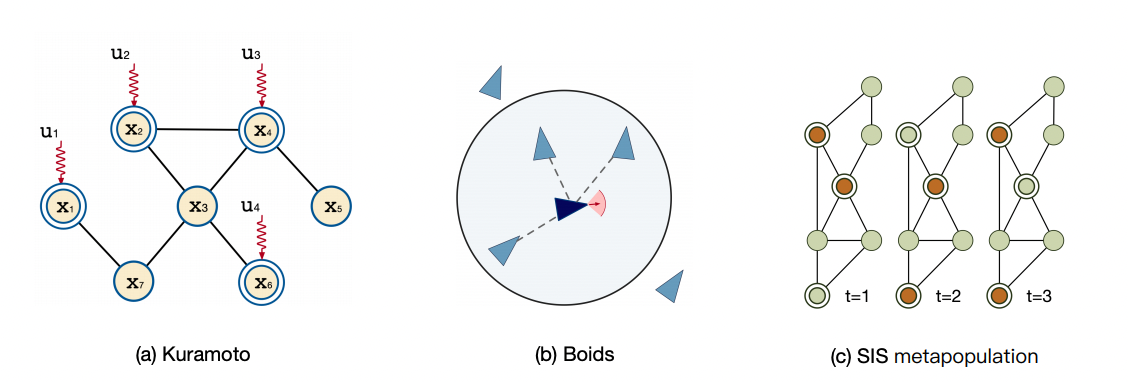 u₂
u₃
u₁
x₂
x₄
x₁
x₃
u₄
x₅
x₇
x₆
t=1
t=2
t=3
(a) Kuramoto
(b) Boids
(c) SIS metapopulation